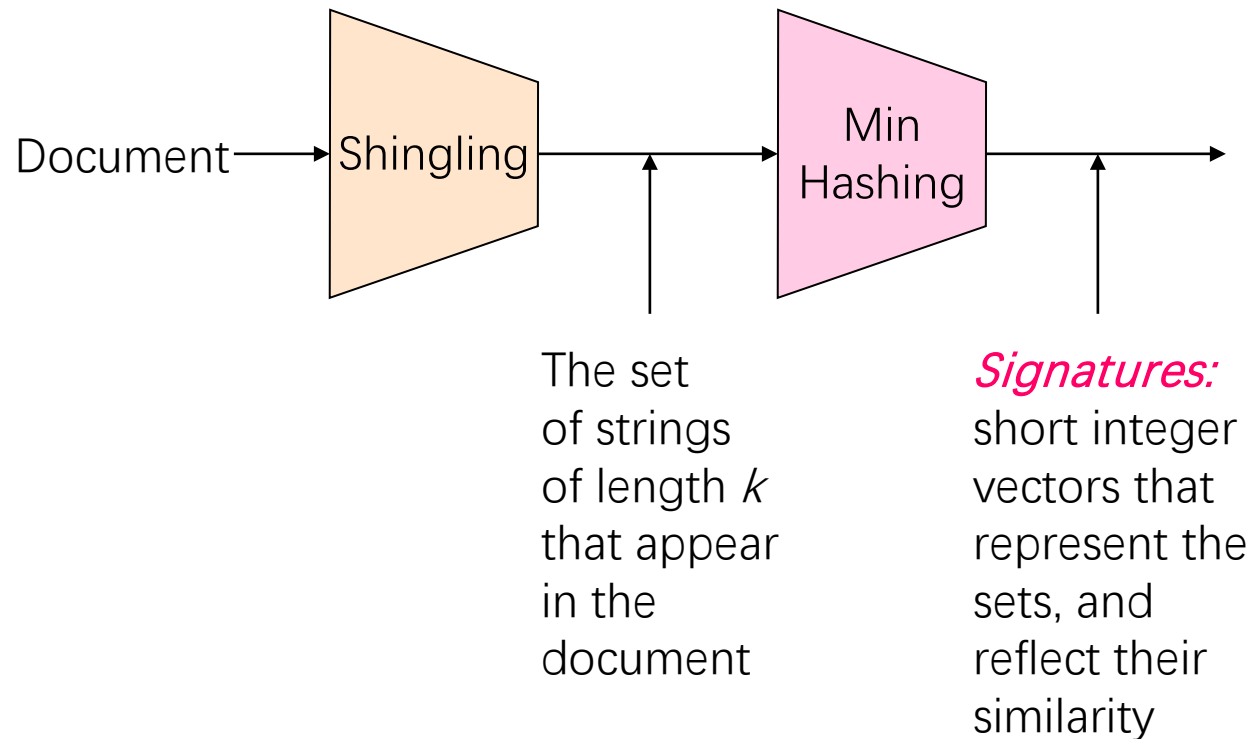 Document
Shingling
Min
Hashing
The set
of strings
of length k
that appear
in the
document
Signatures:
short integer
vectors that
represent the
sets, and
reflect their
similarity